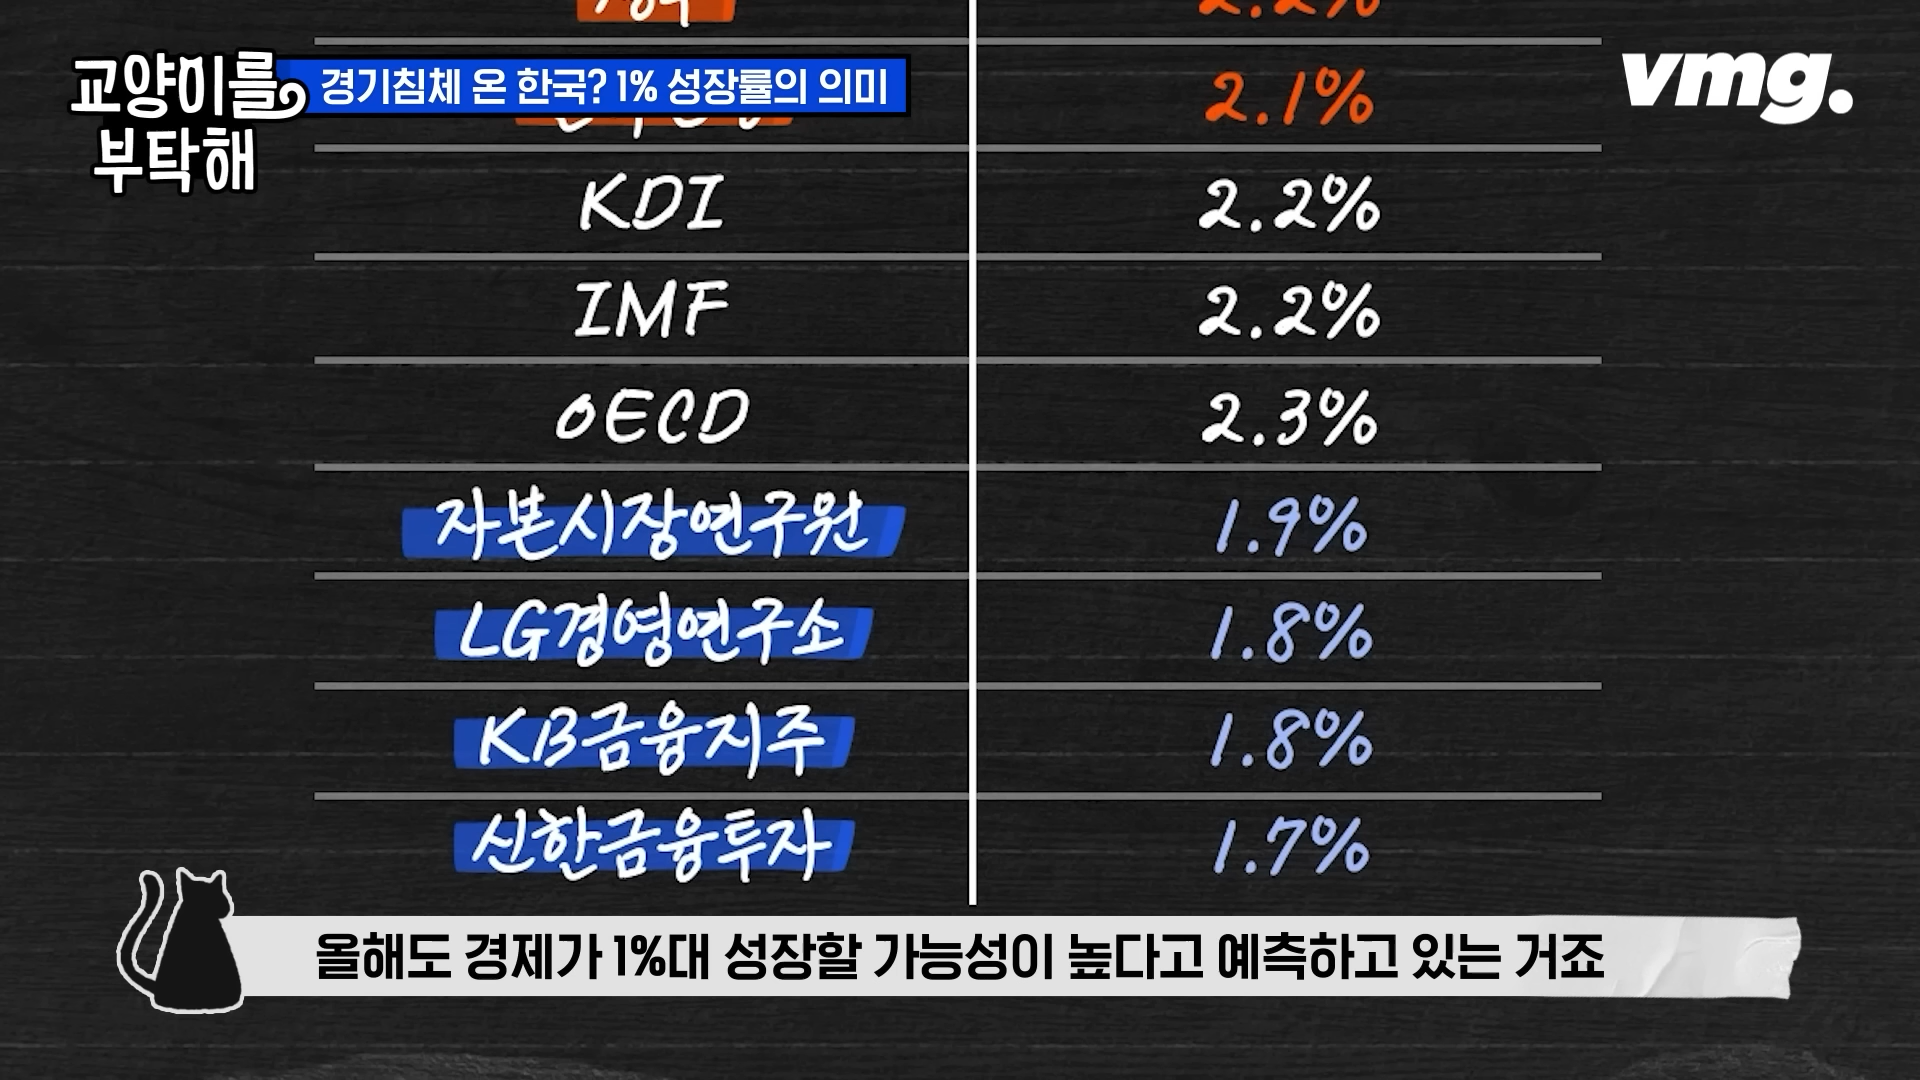 2.2%
교양이를
부탁해
경기침체 온 한국? 1% 성장률의 의미
vmg.
2.1%
KDI 2.2%
IMF 2.2%
OECD 2.3%
자본시장연구원 1.9%
LG경영연구소 1.8%
KB금융지주 1.8%
신한금융투자 1.7%
올해도 경제가 1%대 성장할 가능성이 높다고 예측하고 있는 거죠